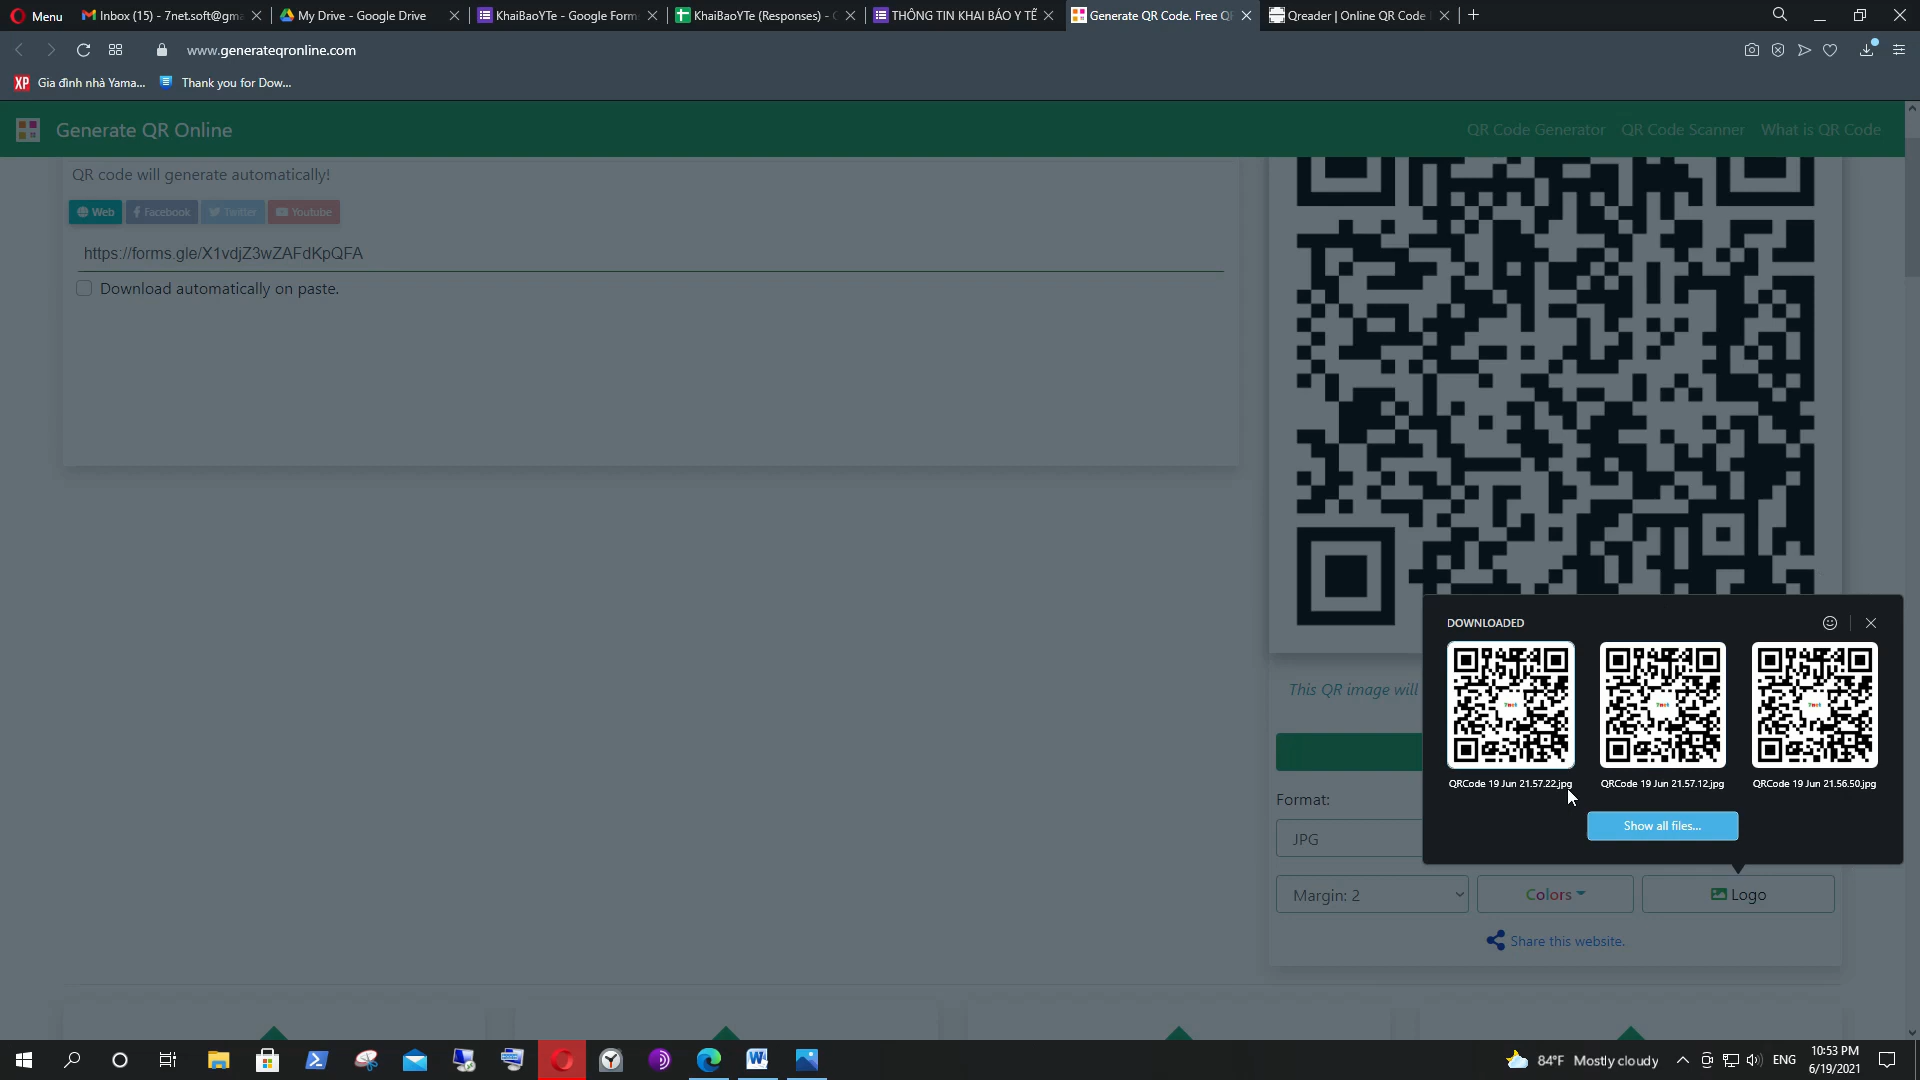 Menu
Inbox (15) - 7net.soft@gma
My Drive - Google Drive
KhaiBaoYTe - Google Form
KhaiBaoYTe (Responses) - G
THÔNG TIN KHAI BÁO Y TẾ
Generate QR Code. Free QR
Qreader | Online QR Code
www.generateqronline.com
XP Gia đình nhà Yama...
Thank you for Dow...
Generate QR Online
QR Code Generator
QR Code Scanner
What is QR Code
QR code will generate automatically!
Web
Facebook
Twitter
Youtube
https://forms.gle/X1vdjZ3wZAFdKpQFA
Download automatically on paste.
This QR image will
DOWNLOADED
7net
7net
7net
QRCode 19 Jun 21.57.22.jpg
QRCode 19 Jun 21.57.12.jpg
QRCode 19 Jun 21.56.50.jpg
Show all files...
Format:
JPG
Margin: 2
Colors
Logo
Share this website.
84°F Mostly cloudy
ENG
10:53 PM
6/19/2021